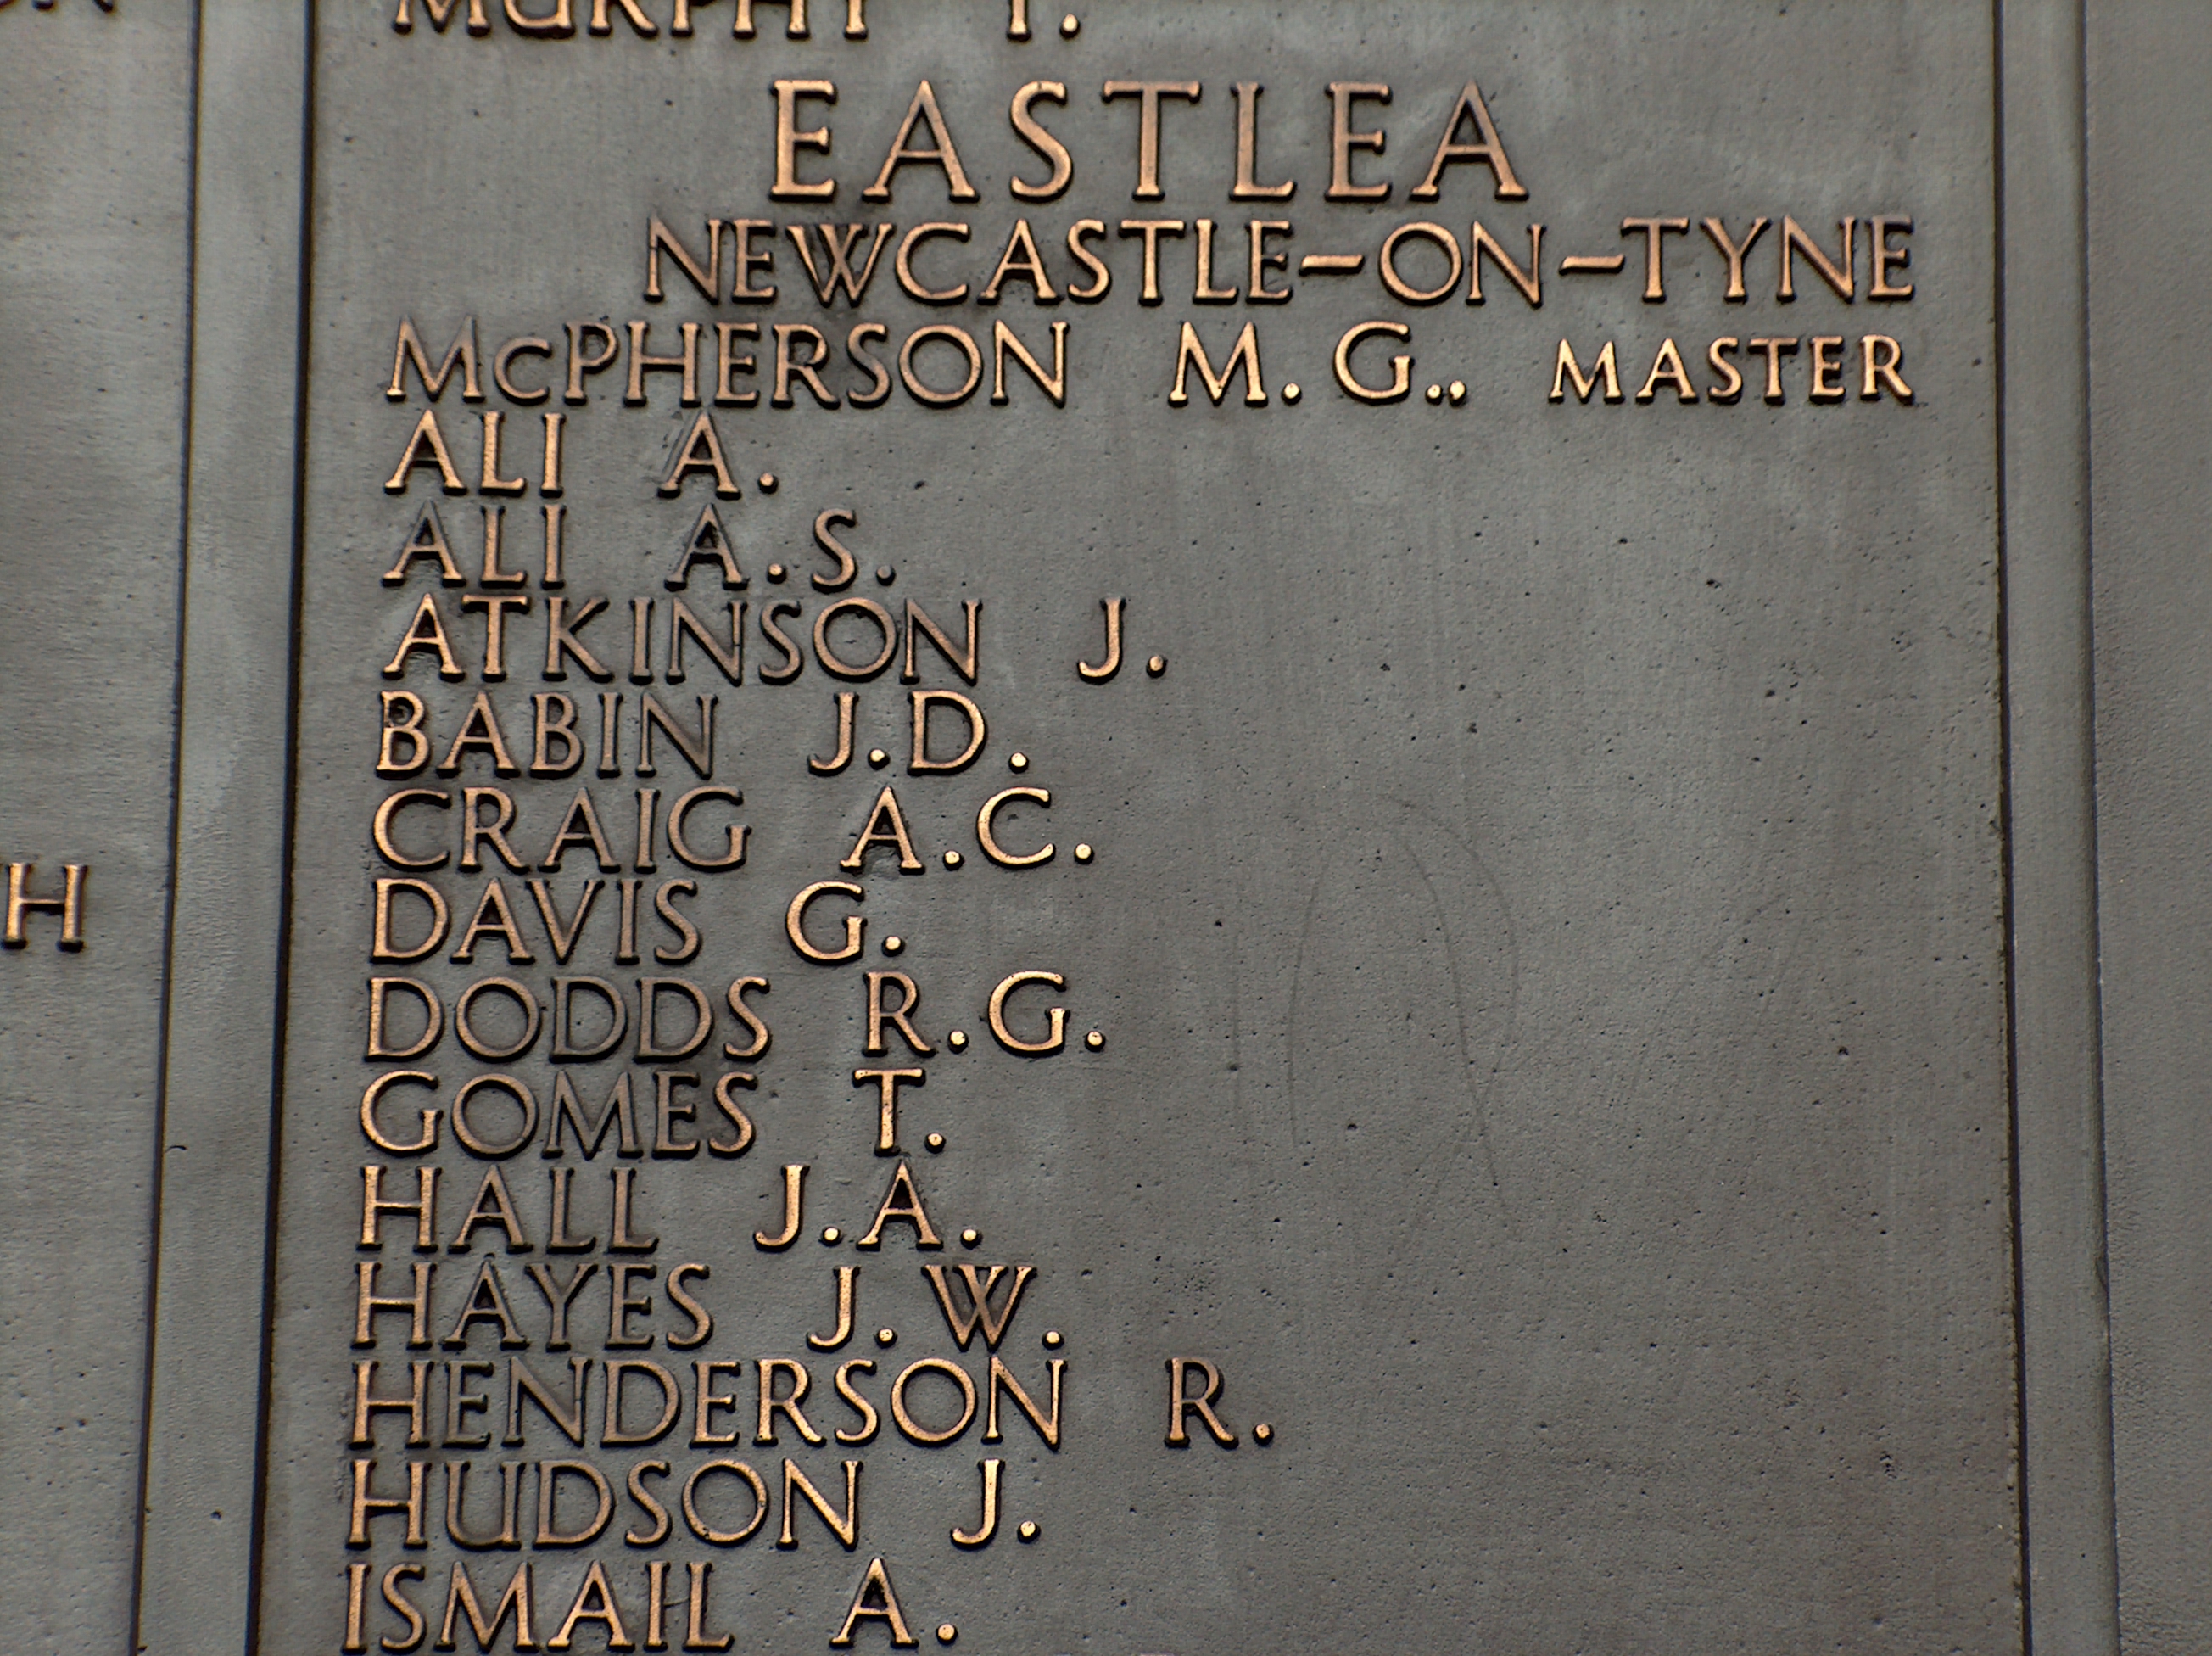 MURPHY T.
EASTLEA
NEWCASTLE-ON-TYNE
McPHERSON M.G., MASTER
ALI A.
ALI A.S.
ATKINSON J.
BABIN J.D.
CRAIG A.C.
DAVIS G.
DODDS R.G.
GOMES T.
HALL J.A.
HAYES J.W.
HENDERSON R.
HUDSON J.
ISMAIL A.
H